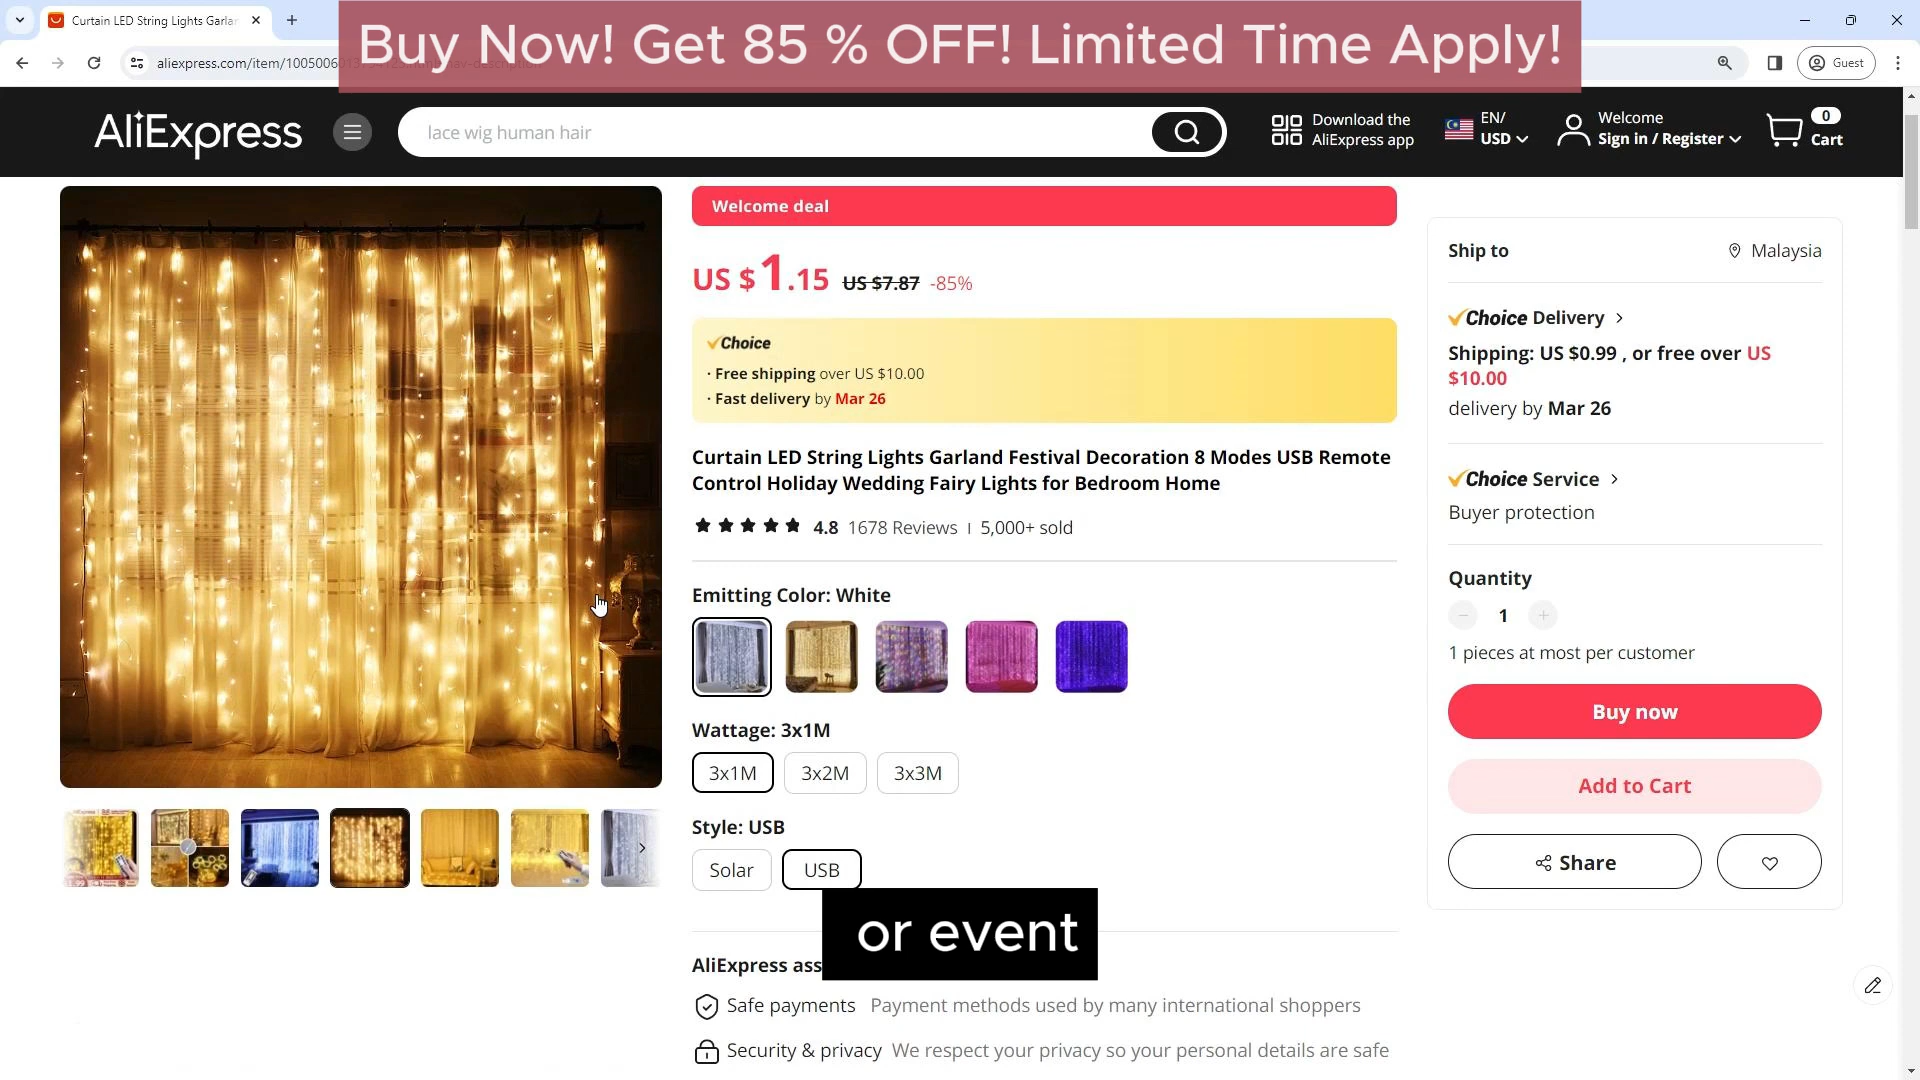 Curtain LED String Lights Garlan
Buy Now! Get 85 % OFF! Limited Time Apply!
Guest
AliExpress
lace wig human hair
Download the
AliExpress app
EN/
USD
Welcome
Sign in / Register
0
Cart
Welcome deal
US $1.15 US $7.87 -85%
Choice
· Free shipping over US $10.00
· Fast delivery by Mar 26
Curtain LED String Lights Garland Festival Decoration 8 Modes USB Remote
Control Holiday Wedding Fairy Lights for Bedroom Home
4.8 1678 Reviews | 5,000+ sold
Emitting Color: White
Wattage: 3x1M
3x1M 3x2M 3x3M
Style: USB
Solar USB
or event
AliExpress ass
Safe payments Payment methods used by many international shoppers
Security & privacy We respect your privacy so your personal details are safe
Ship to Malaysia
Choice Delivery >
Shipping: US $0.99 , or free over US
$10.00
delivery by Mar 26
Choice Service >
Buyer protection
Quantity
1
1 pieces at most per customer
Buy now
Add to Cart
Share